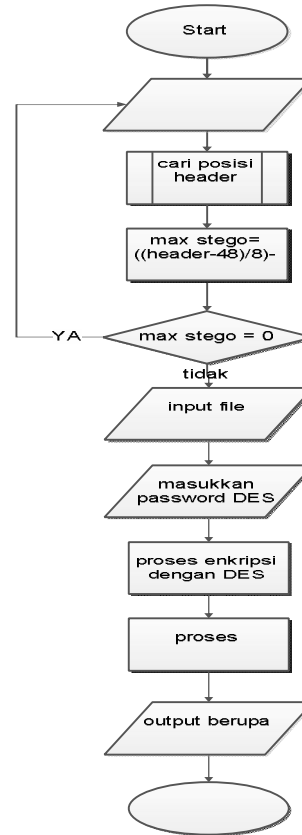 Start
cari posisi
header
max stego=
((header-48)/8)-
YA
max stego = 0
tidak
input file
masukkan
password DES
proses enkripsi
dengan DES
proses
output berupa